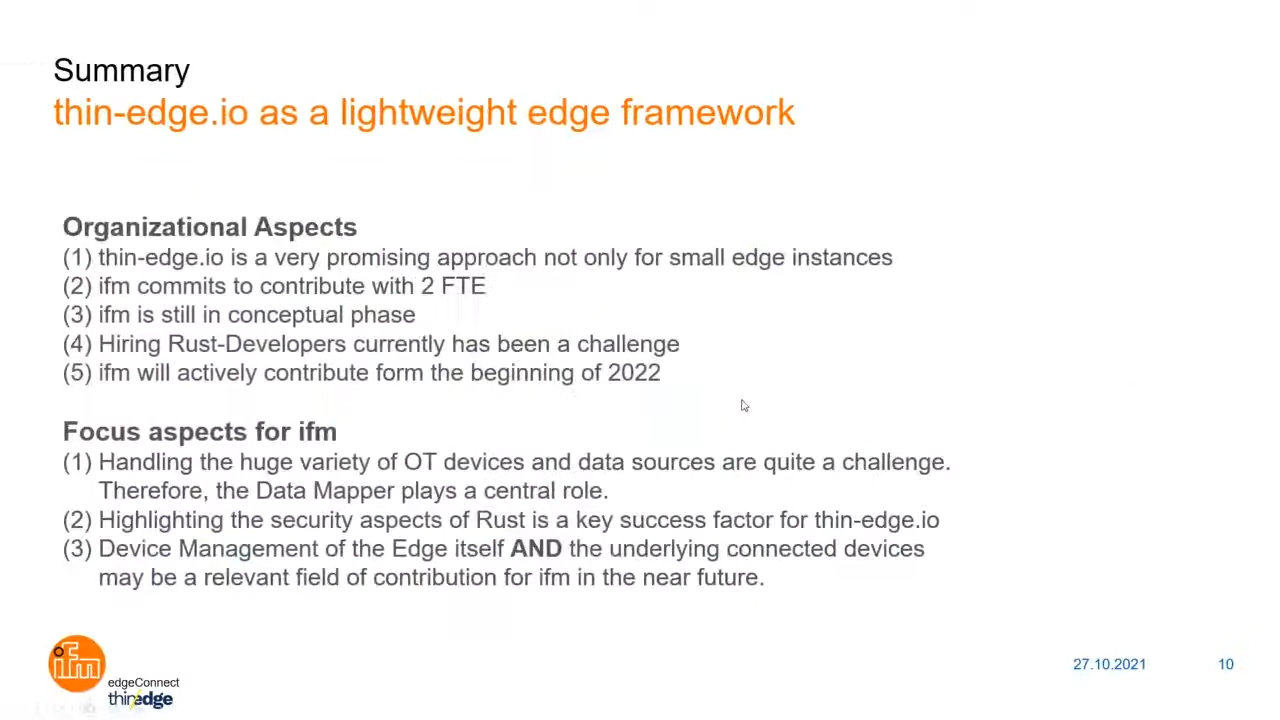 Summary
thin-edge.io as a lightweight edge framework
Organizational Aspects
(1) thin-edge.io is a very promising approach not only for small edge instances
(2) ifm commits to contribute with 2 FTE
(3) ifm is still in conceptual phase
(4) Hiring Rust-Developers currently has been a challenge
(5) ifm will actively contribute form the beginning of 2022
Focus aspects for ifm
(1) Handling the huge variety of OT devices and data sources are quite a challenge.
Therefore, the Data Mapper plays a central role.
(2) Highlighting the security aspects of Rust is a key success factor for thin-edge.io
(3) Device Management of the Edge itself AND the underlying connected devices
may be a relevant field of contribution for ifm in the near future.
ifm
edgeConnect
thinedge
27.10.2021
10